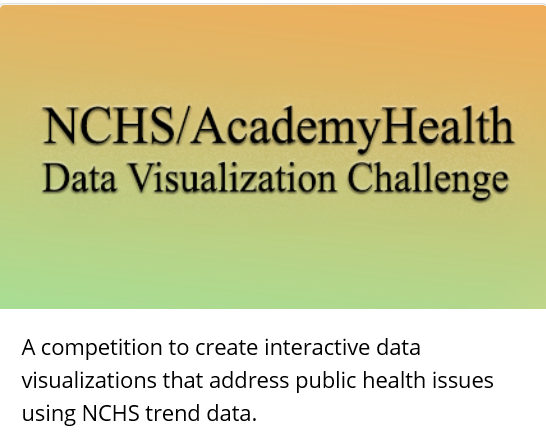 NCHS/AcademyHealth
Data Visualization Challenge
A competition to create interactive data
visualizations that address public health issues
using NCHS trend data.